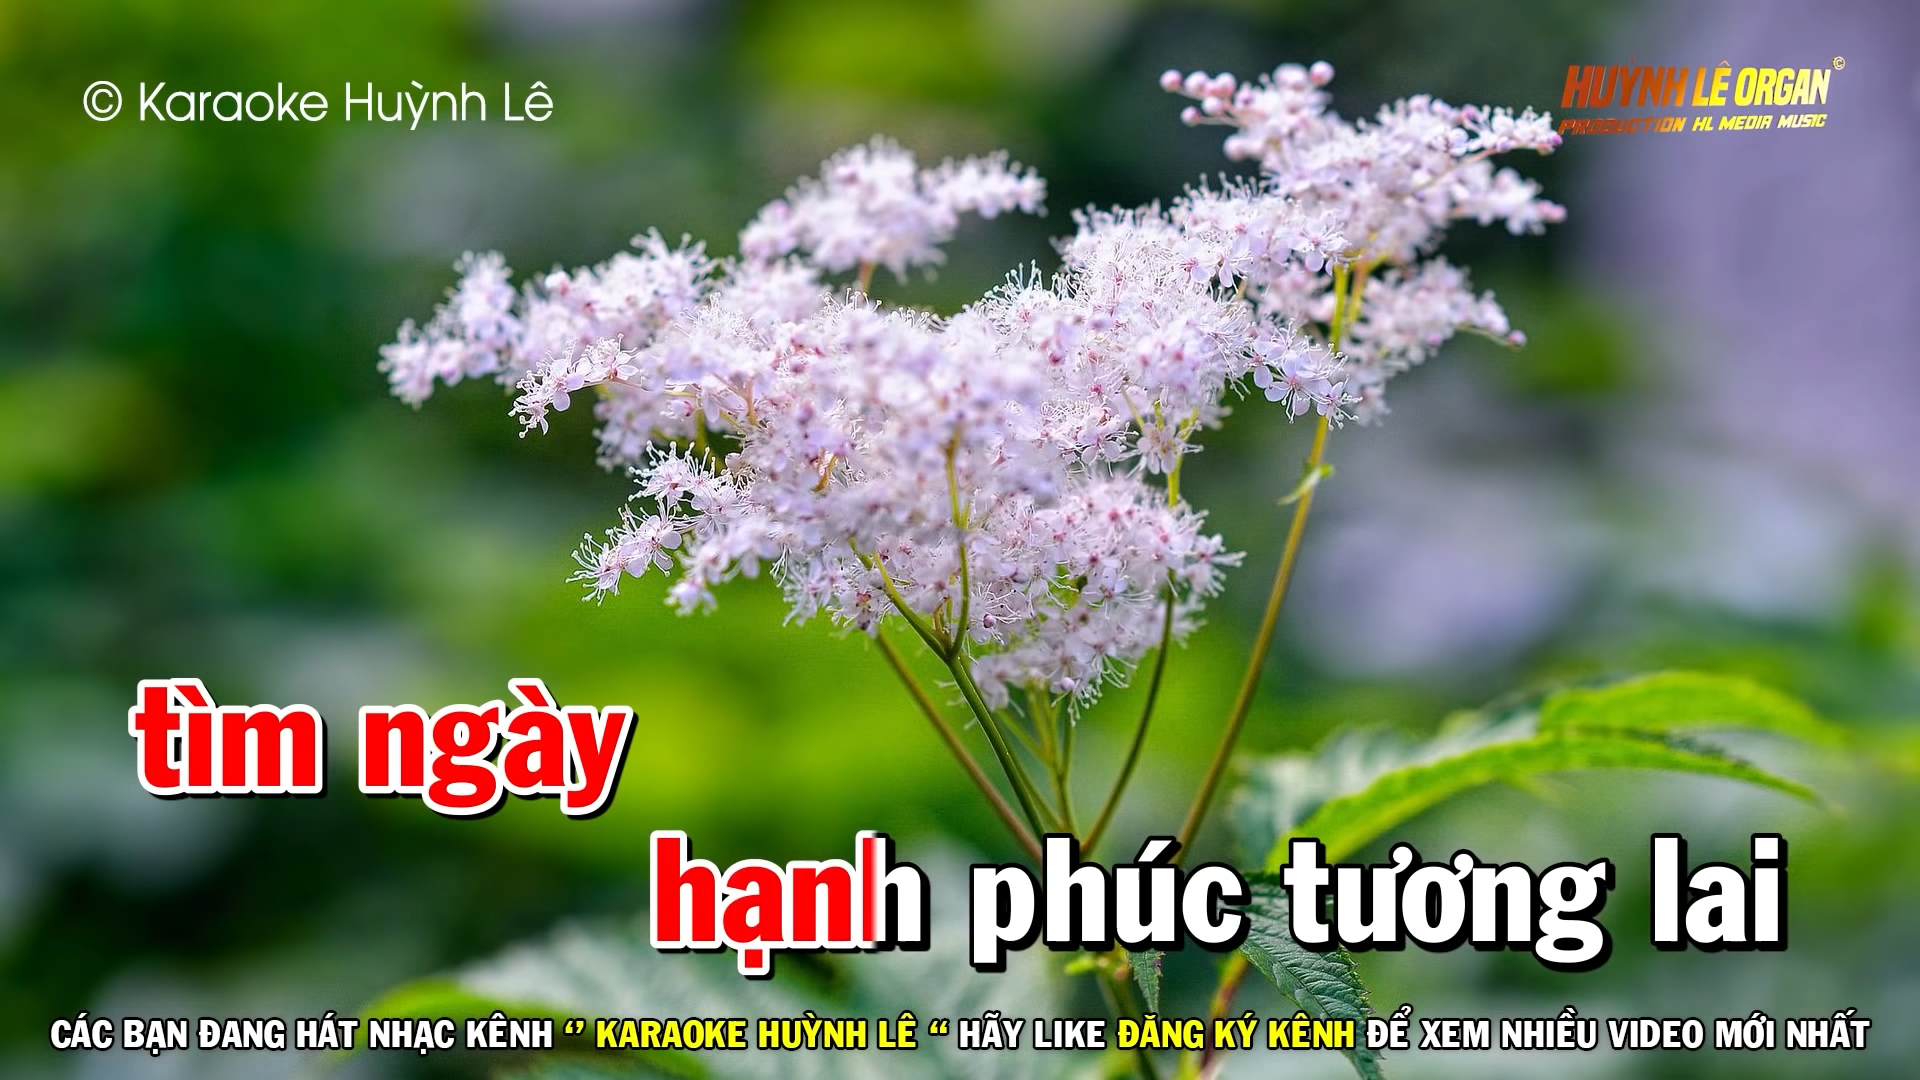 © Karaoke Huỳnh Lê
HUỲNH LÊ ORGAN ©
PRODUCTION HL MEDIA MUSIC
tìm ngày
hạnh phúc tương lai
CÁC BẠN ĐANG HÁT NHẠC KÊNH ‘’ KARAOKE HUỲNH LÊ “ HÃY LIKE ĐĂNG KÝ KÊNH ĐỂ XEM NHIỀU VIDEO MỚI NHẤT